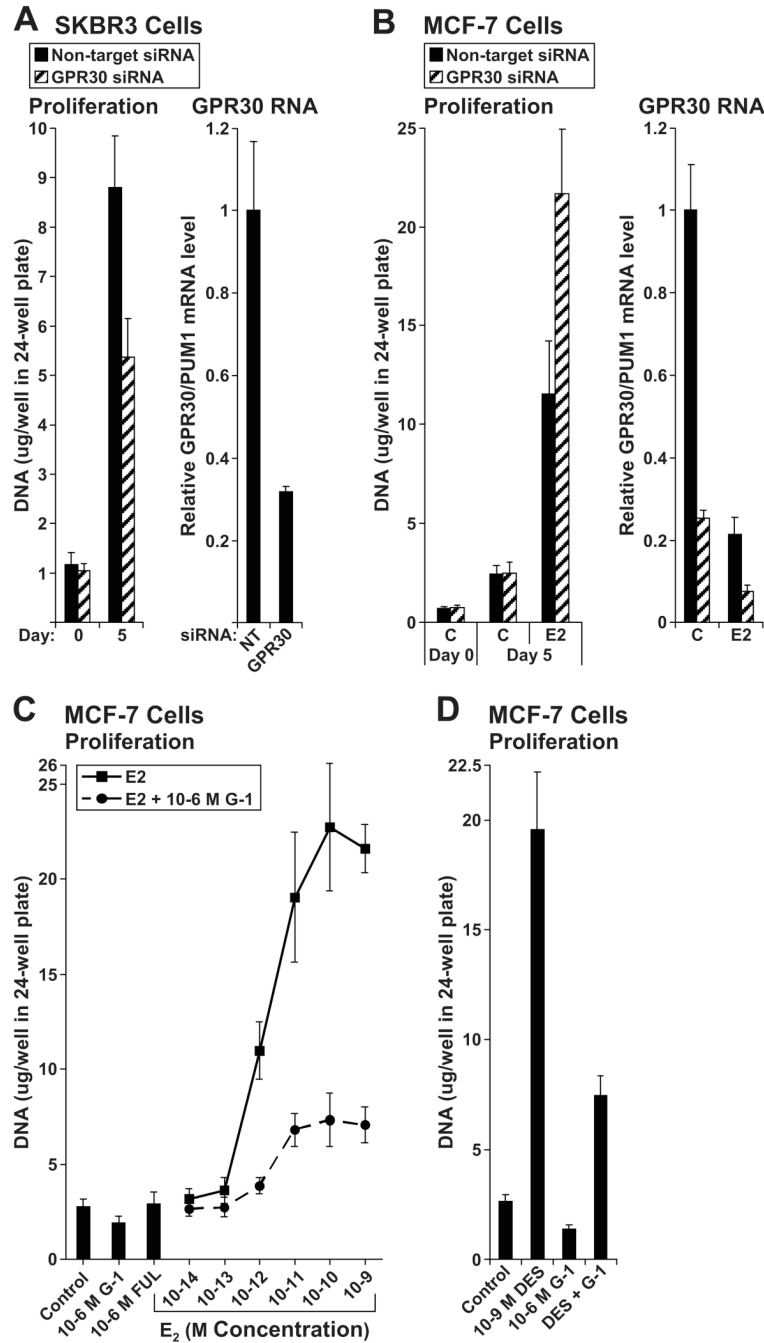 A SKBR3 Cells
Non-target siRNA
GPR30 siRNA
Proliferation
GPR30 RNA
DNA (ug/well in 24-well plate)
10
9
8
7
6
5
4
3
2
1
Day: 0 5
Relative GPR30/PUM1 mRNA level
1.2
1
0.8
0.6
0.4
0.2
siRNA: NT GPR30
B MCF-7 Cells
Non-target siRNA
GPR30 siRNA
Proliferation
GPR30 RNA
DNA (ug/well in 24-well plate)
25
20
15
10
5
0
C C E2
Day 0 Day 5
Relative GPR30/PUM1 mRNA level
1.2
1
0.8
0.6
0.4
0.2
0
C E2
C MCF-7 Cells
Proliferation
E2
E2 + 10-6 M G-1
DNA (ug/well in 24-well plate)
26
25
20
15
10
5
0
Control 10-6 M G-1 10-6 M FUL 10-14 10-13 10-12 10-11 10-10 10-9
E₂ (M Concentration)
D MCF-7 Cells
Proliferation
DNA (ug/well in 24-well plate)
22.5
20
15
10
5
0
Control 10-9 M DES 10-6 M G-1 DES + G-1